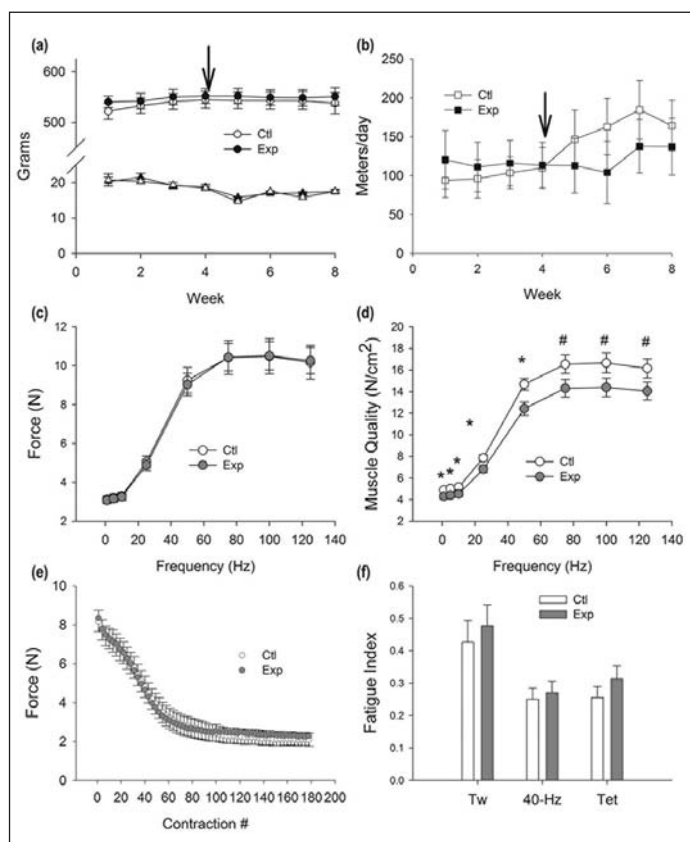 (a)
600
500
20
10
0
Grams
Ctl
Exp
0 2 4 6 8
Week
(b)
250
200
150
100
50
0
Meters/day
Ctl
Exp
0 2 4 6 8
Week
(c)
12
10
8
6
4
2
Force (N)
Ctl
Exp
0 20 40 60 80 100 120 140
Frequency (Hz)
(d)
18
16
14
12
10
8
6
4
2
Muscle Quality (N/cm²)
* * * * * # # #
Ctl
Exp
0 20 40 60 80 100 120 140
Frequency (Hz)
(e)
10
8
6
4
2
0
Force (N)
Ctl
Exp
0 20 40 60 80 100 120 140 160 180 200
Contraction #
(f)
0.6
0.5
0.4
0.3
0.2
0.1
0.0
Fatigue Index
Ctl
Exp
Tw 40-Hz Tet